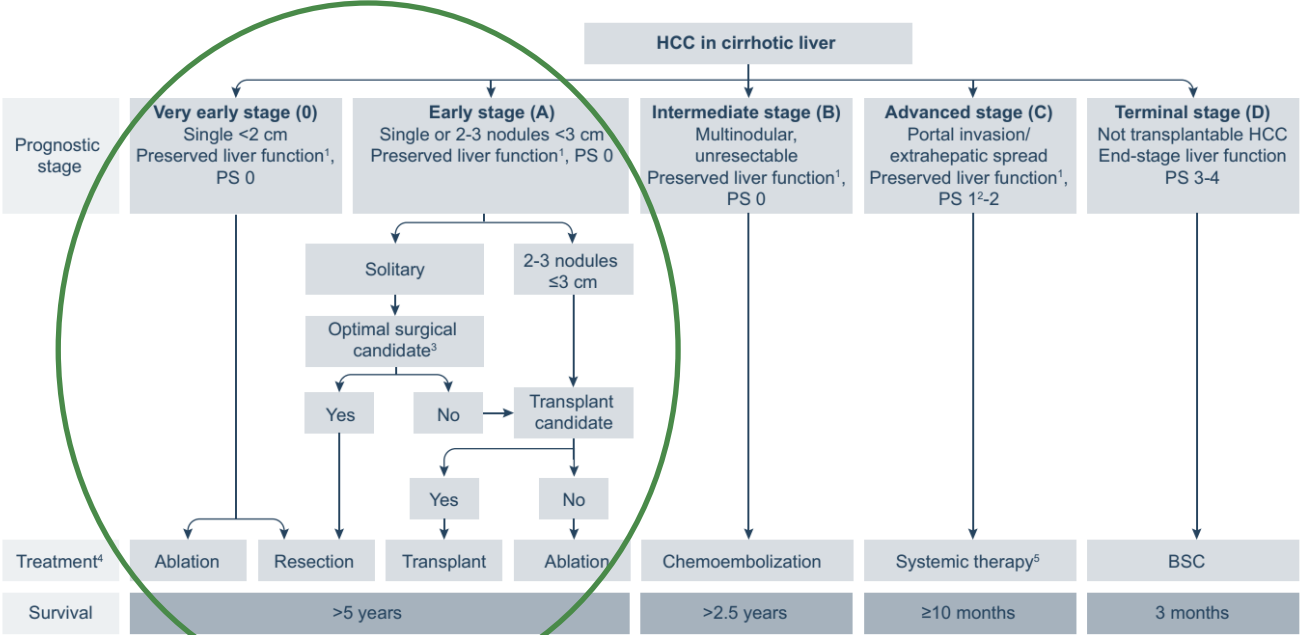 HCC in cirrhotic liver
Prognostic
stage
Very early stage (0)
Single <2 cm
Preserved liver function¹,
PS 0
Early stage (A)
Single or 2-3 nodules <3 cm
Preserved liver function¹, PS 0
Intermediate stage (B)
Multinodular,
unresectable
Preserved liver function¹,
PS 0
Advanced stage (C)
Portal invasion/
extrahepatic spread
Preserved liver function¹,
PS 1²-2
Terminal stage (D)
Not transplantable HCC
End-stage liver function
PS 3-4
Solitary
2-3 nodules
≤3 cm
Optimal surgical
candidate³
Yes
No
Transplant
candidate
Yes
No
Treatment⁴
Ablation
Resection
Transplant
Ablation
Chemoembolization
Systemic therapy⁵
BSC
Survival
>5 years
>2.5 years
≥10 months
3 months